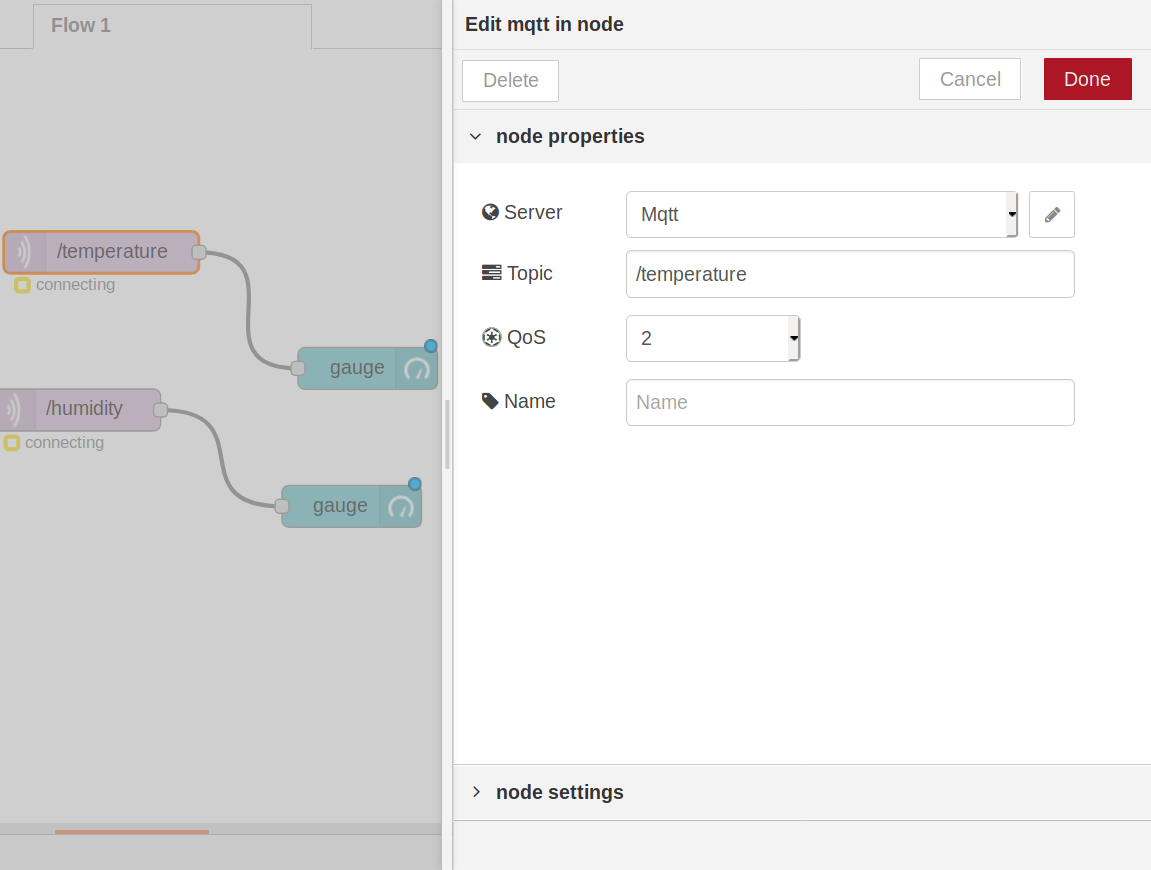 Flow 1
/temperature
connecting
gauge
/humidity
connecting
gauge
Edit mqtt in node
Delete
Cancel
Done
node properties
Server
Mqtt
Topic
/temperature
QoS
2
Name
Name
node settings